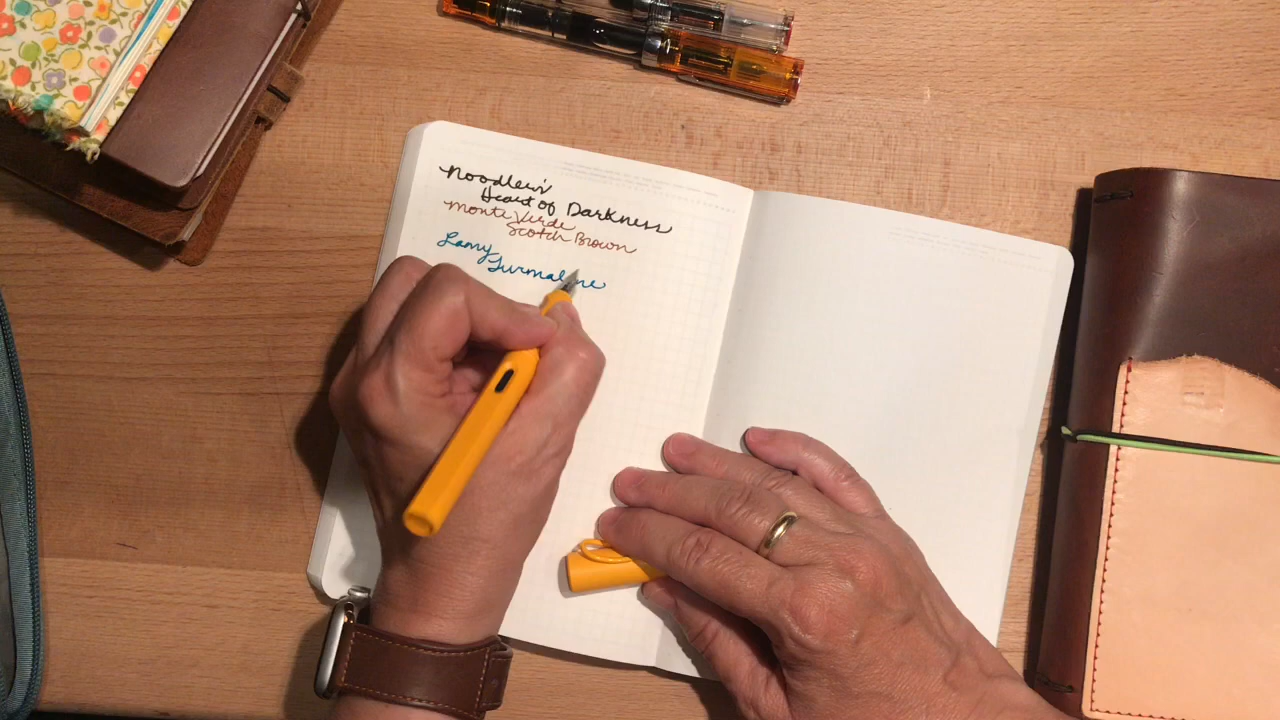 Noodler's
Heart of Darkness
Monte Verde
Scotch Brown
Lamy
Turmaline